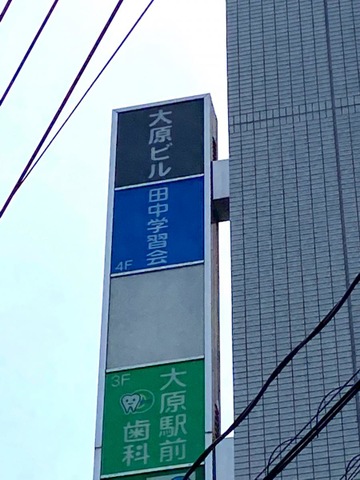 大原ビル
田中学習会
4F
3F
大原駅前
歯科